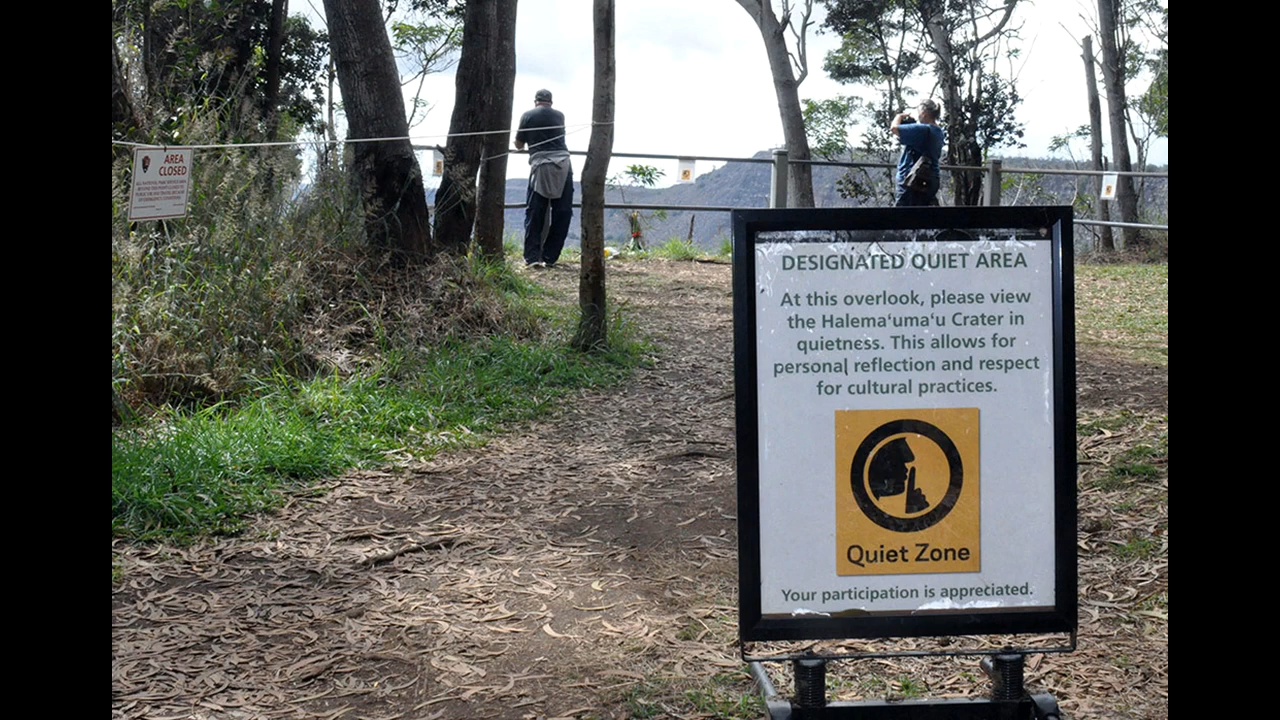 AREA
CLOSED
DESIGNATED QUIET AREA
At this overlook, please view
the Halemaʻumaʻu Crater in
quietness. This allows for
personal reflection and respect
for cultural practices.
Quiet Zone
Your participation is appreciated.